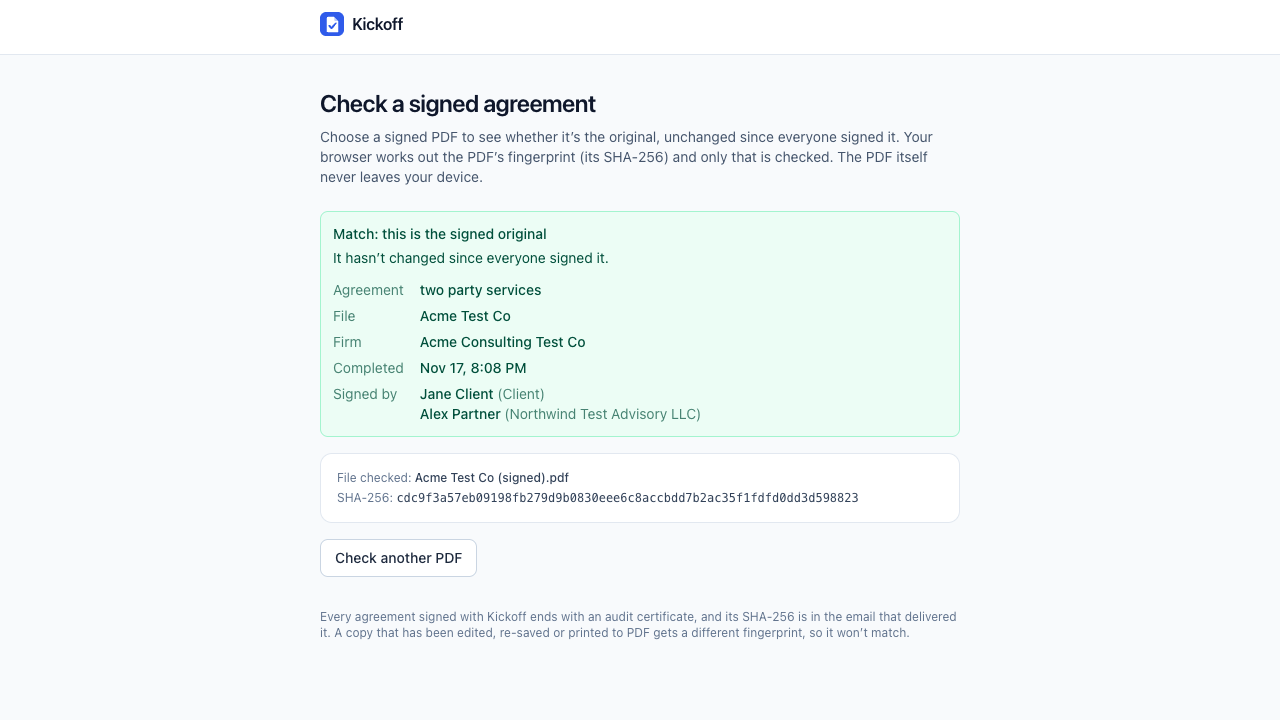 Kickoff
Check a signed agreement
Choose a signed PDF to see whether it’s the original, unchanged since everyone signed it. Your
browser works out the PDF’s fingerprint (its SHA-256) and only that is checked. The PDF itself
never leaves your device.
Match: this is the signed original
It hasn’t changed since everyone signed it.
Agreement two party services
File Acme Test Co
Firm Acme Consulting Test Co
Completed Nov 17, 8:08 PM
Signed by Jane Client (Client)
Alex Partner (Northwind Test Advisory LLC)
File checked: Acme Test Co (signed).pdf
SHA-256: cdc9f3a57eb09198fb279d9b0830eee6c8accbdd7b2ac35f1fdfd0dd3d598823
Check another PDF
Every agreement signed with Kickoff ends with an audit certificate, and its SHA-256 is in the email that delivered
it. A copy that has been edited, re-saved or printed to PDF gets a different fingerprint, so it won’t match.